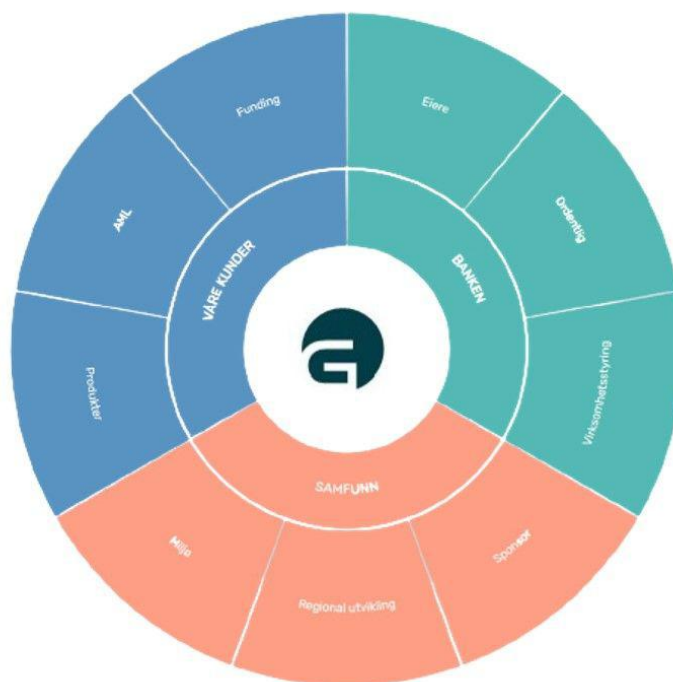 Funding
Eiere
AML
Ordentlig
VÅRE KUNDER
BANKEN
Produkter
Virksomhetsstyring
SAMFUNN
Miljø
Regional utvikling
Sponsor